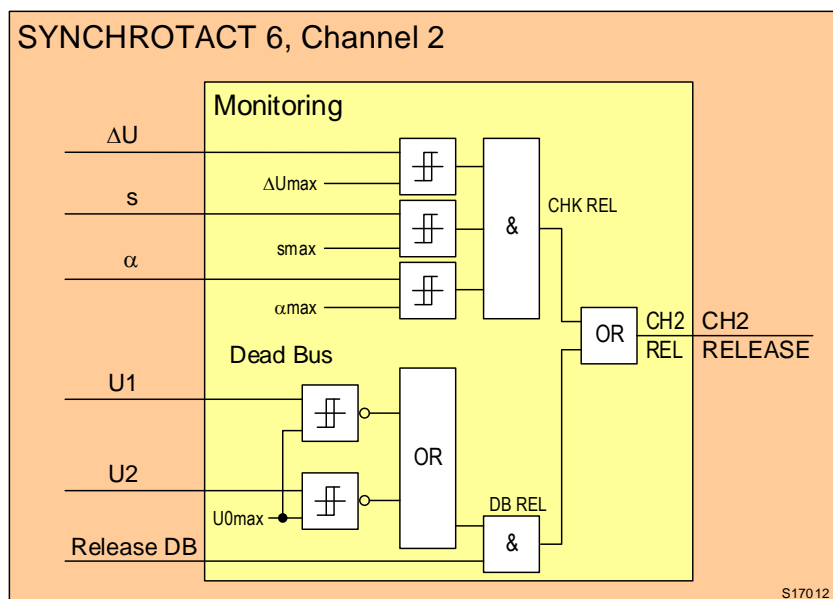 SYNCHROTACT 6, Channel 2
Monitoring
ΔU
ΔUmax
s
smax
α
αmax
&
CHK REL
OR
CH2
REL
CH2
RELEASE
Dead Bus
U1
U2
U0max
OR
DB REL
&
Release DB
S17012